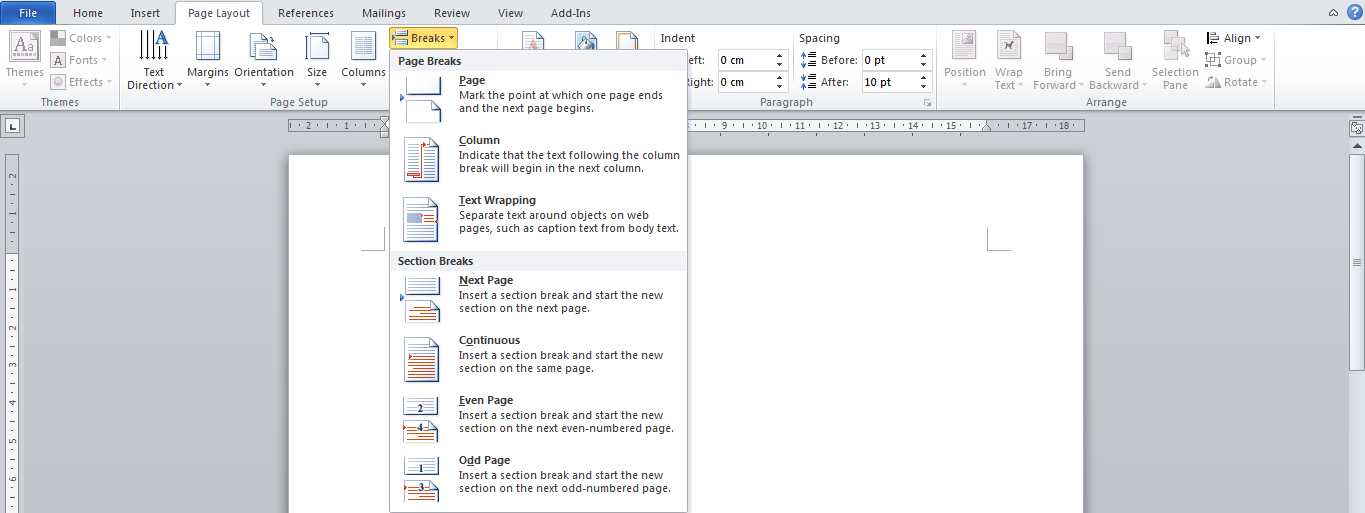 File Home Insert Page Layout References Mailings Review View Add-Ins
Aa
Themes
Colors
Fonts
Effects
Themes
Text
Direction
Margins
Orientation
Size
Columns
Breaks
Page Setup
Indent
Left: 0 cm
Right: 0 cm
Spacing
Before: 0 pt
After: 10 pt
Paragraph
Position
Wrap
Text
Bring
Forward
Send
Backward
Selection
Pane
Align
Group
Rotate
Arrange
Page Breaks
Page
Mark the point at which one page ends
and the next page begins.
Column
Indicate that the text following the column
break will begin in the next column.
Text Wrapping
Separate text around objects on web
pages, such as caption text from body text.
Section Breaks
Next Page
Insert a section break and start the new
section on the next page.
Continuous
Insert a section break and start the new
section on the same page.
2
4
Even Page
Insert a section break and start the new
section on the next even-numbered page.
1
3
Odd Page
Insert a section break and start the new
section on the next odd-numbered page.
2 1 8 9 10 11 12 13 14 15 17 18
2
1
1
2
3
4
5
6